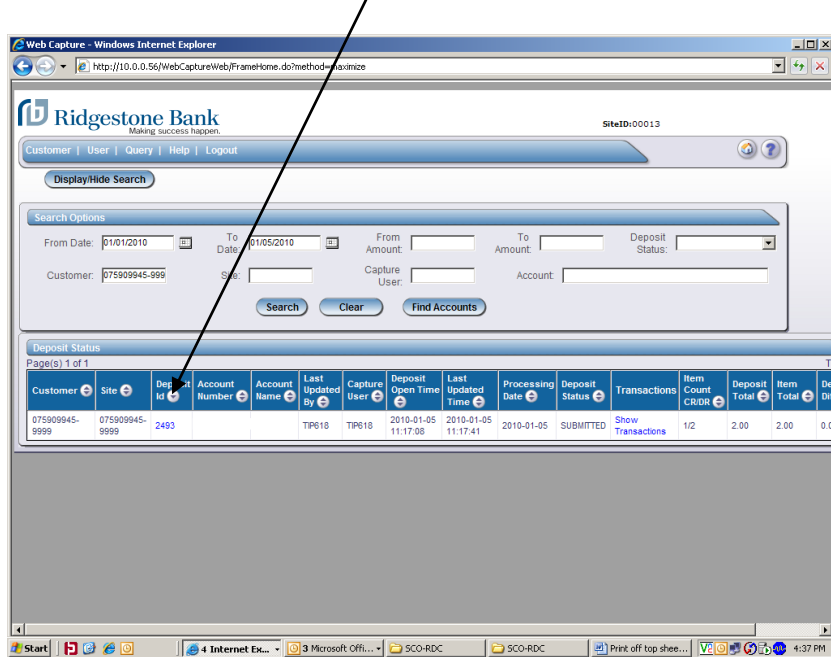 Web Capture - Windows Internet Explorer
http://10.0.0.56/WebCaptureWeb/FrameHome.do?method=maximize
Ridgestone Bank
Making success happen.
SiteID:00013
Customer | User | Query | Help | Logout
Display/Hide Search
Search Options
From Date: 01/01/2010 To Date: 01/05/2010 From Amount: To Amount: Deposit Status:
Customer: 075909945-999 Site: Capture User: Account:
Search Clear Find Accounts
Deposit Status
Page(s) 1 of 1 T
Customer Site Deposit Id Account Number Account Name Last Updated By Capture User Deposit Open Time Last Updated Time Processing Date Deposit Status Transactions Item Count CR/DR Deposit Total Item Total De Dif
075909945-9999 075909945-9999 2493 TIP618 TIP618 2010-01-05 11:17:08 2010-01-05 11:17:41 2010-01-05 SUBMITTED Show Transactions 1/2 2.00 2.00 0.0
Start 4 Internet Ex... 3 Microsoft Offi... SCO-RDC SCO-RDC Print off top shee... 4:37 PM